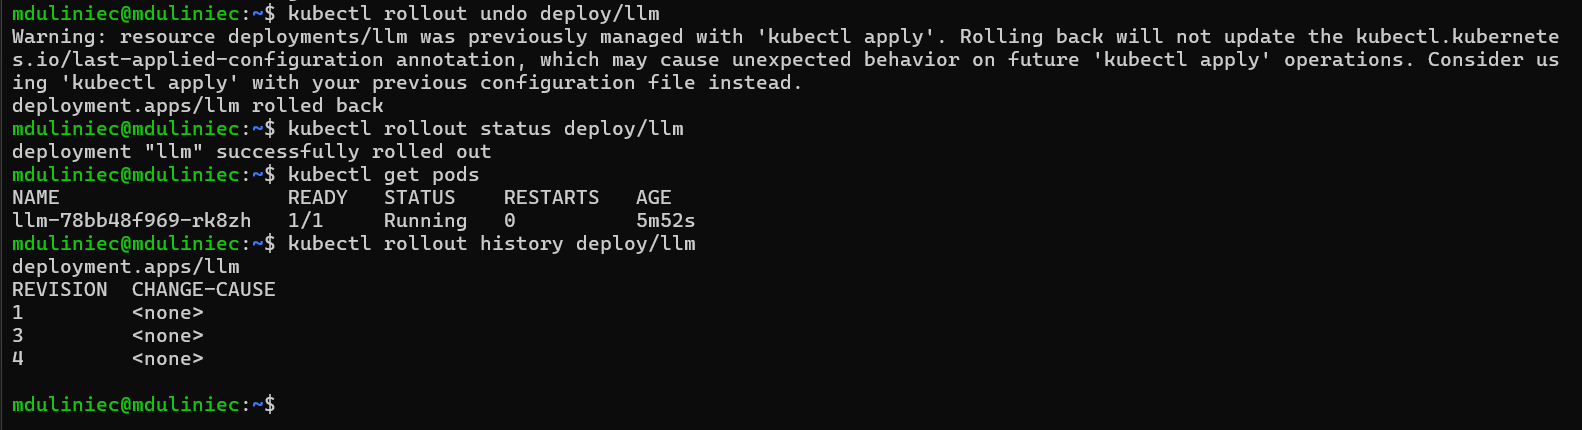 mduliniec@mduliniec:~$ kubectl rollout undo deploy/llm
Warning: resource deployments/llm was previously managed with 'kubectl apply'. Rolling back will not update the kubectl.kubernete
s.io/last-applied-configuration annotation, which may cause unexpected behavior on future 'kubectl apply' operations. Consider us
ing 'kubectl apply' with your previous configuration file instead.
deployment.apps/llm rolled back
mduliniec@mduliniec:~$ kubectl rollout status deploy/llm
deployment "llm" successfully rolled out
mduliniec@mduliniec:~$ kubectl get pods
NAME                   READY   STATUS    RESTARTS   AGE
llm-78bb48f969-rk8zh   1/1     Running   0          5m52s
mduliniec@mduliniec:~$ kubectl rollout history deploy/llm
deployment.apps/llm
REVISION  CHANGE-CAUSE
1         <none>
3         <none>
4         <none>
mduliniec@mduliniec:~$